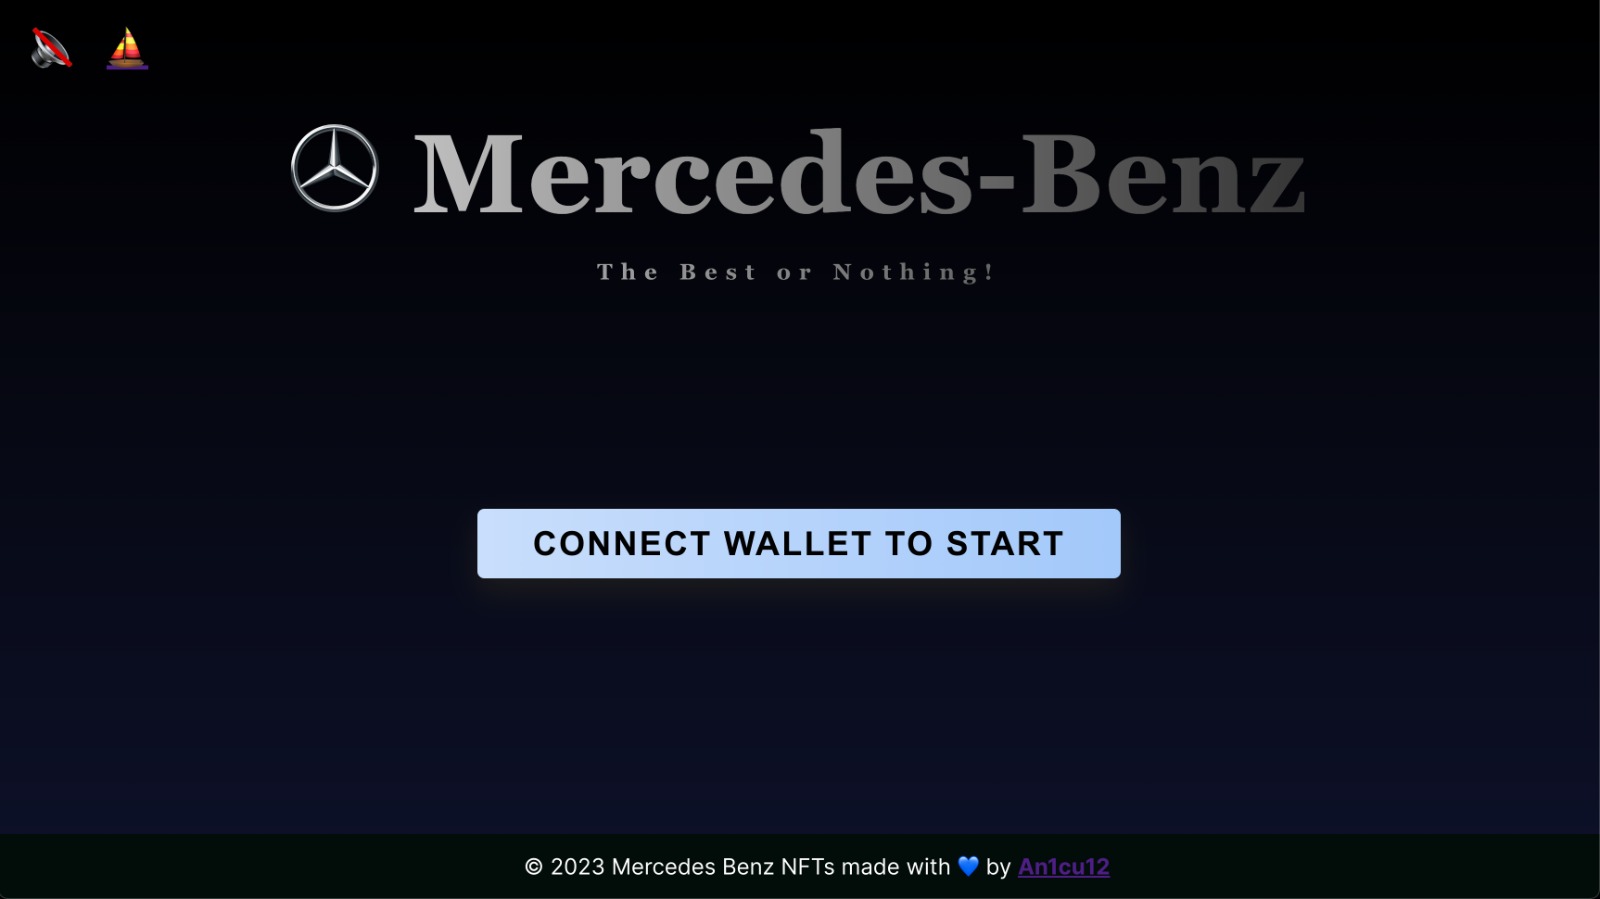 Mercedes-Benz
The Best or Nothing!
CONNECT WALLET TO START
© 2023 Mercedes Benz NFTs made with 💙 by An1cu12